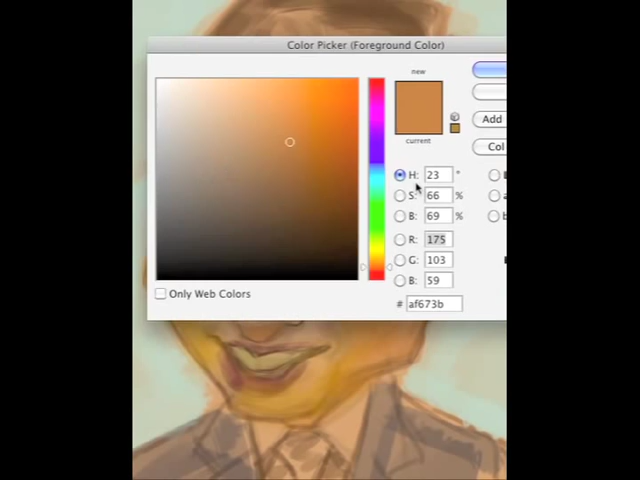 Color Picker (Foreground Color)
new
current
Add
Col
H: 23 °
S: 66 %
B: 69 %
R: 175
G: 103
B: 59
# af673b
Only Web Colors